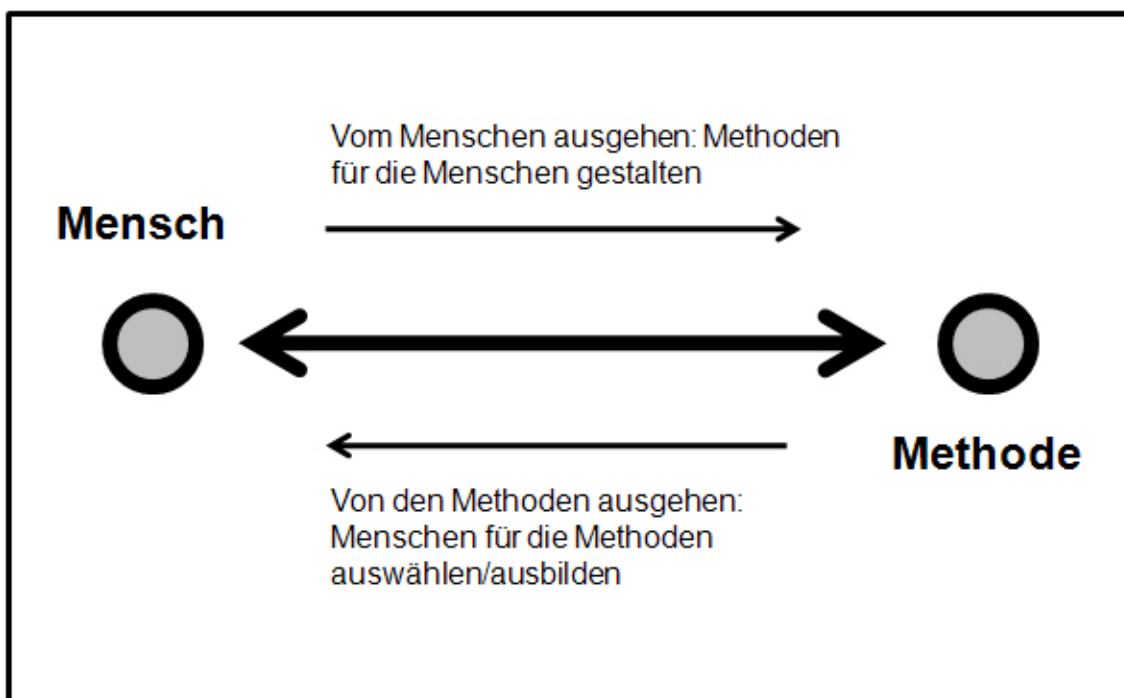 Vom Menschen ausgehen: Methoden
für die Menschen gestalten
Mensch
Methode
Von den Methoden ausgehen:
Menschen für die Methoden
auswählen/ausbilden